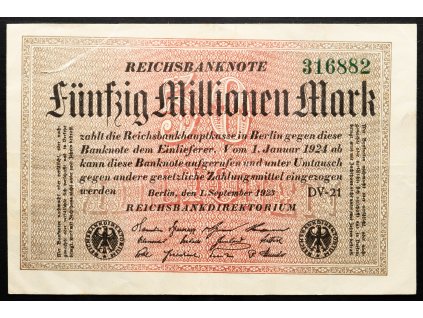 REICHSBANKNOTE
316882
Fünfzig Millionen Mark
zahlt die Reichsbankhauptkasse in Berlin gegen diese
Banknote dem Einlieferer. Vom 1. Januar 1924 ab
kann diese Banknote aufgerufen und unter Umtausch
gegen andere gesetzliche Zahlungsmittel eingezogen
werden
Berlin, den 1. September 1923
DV-21
REICHSBANKDIREKTORIUM